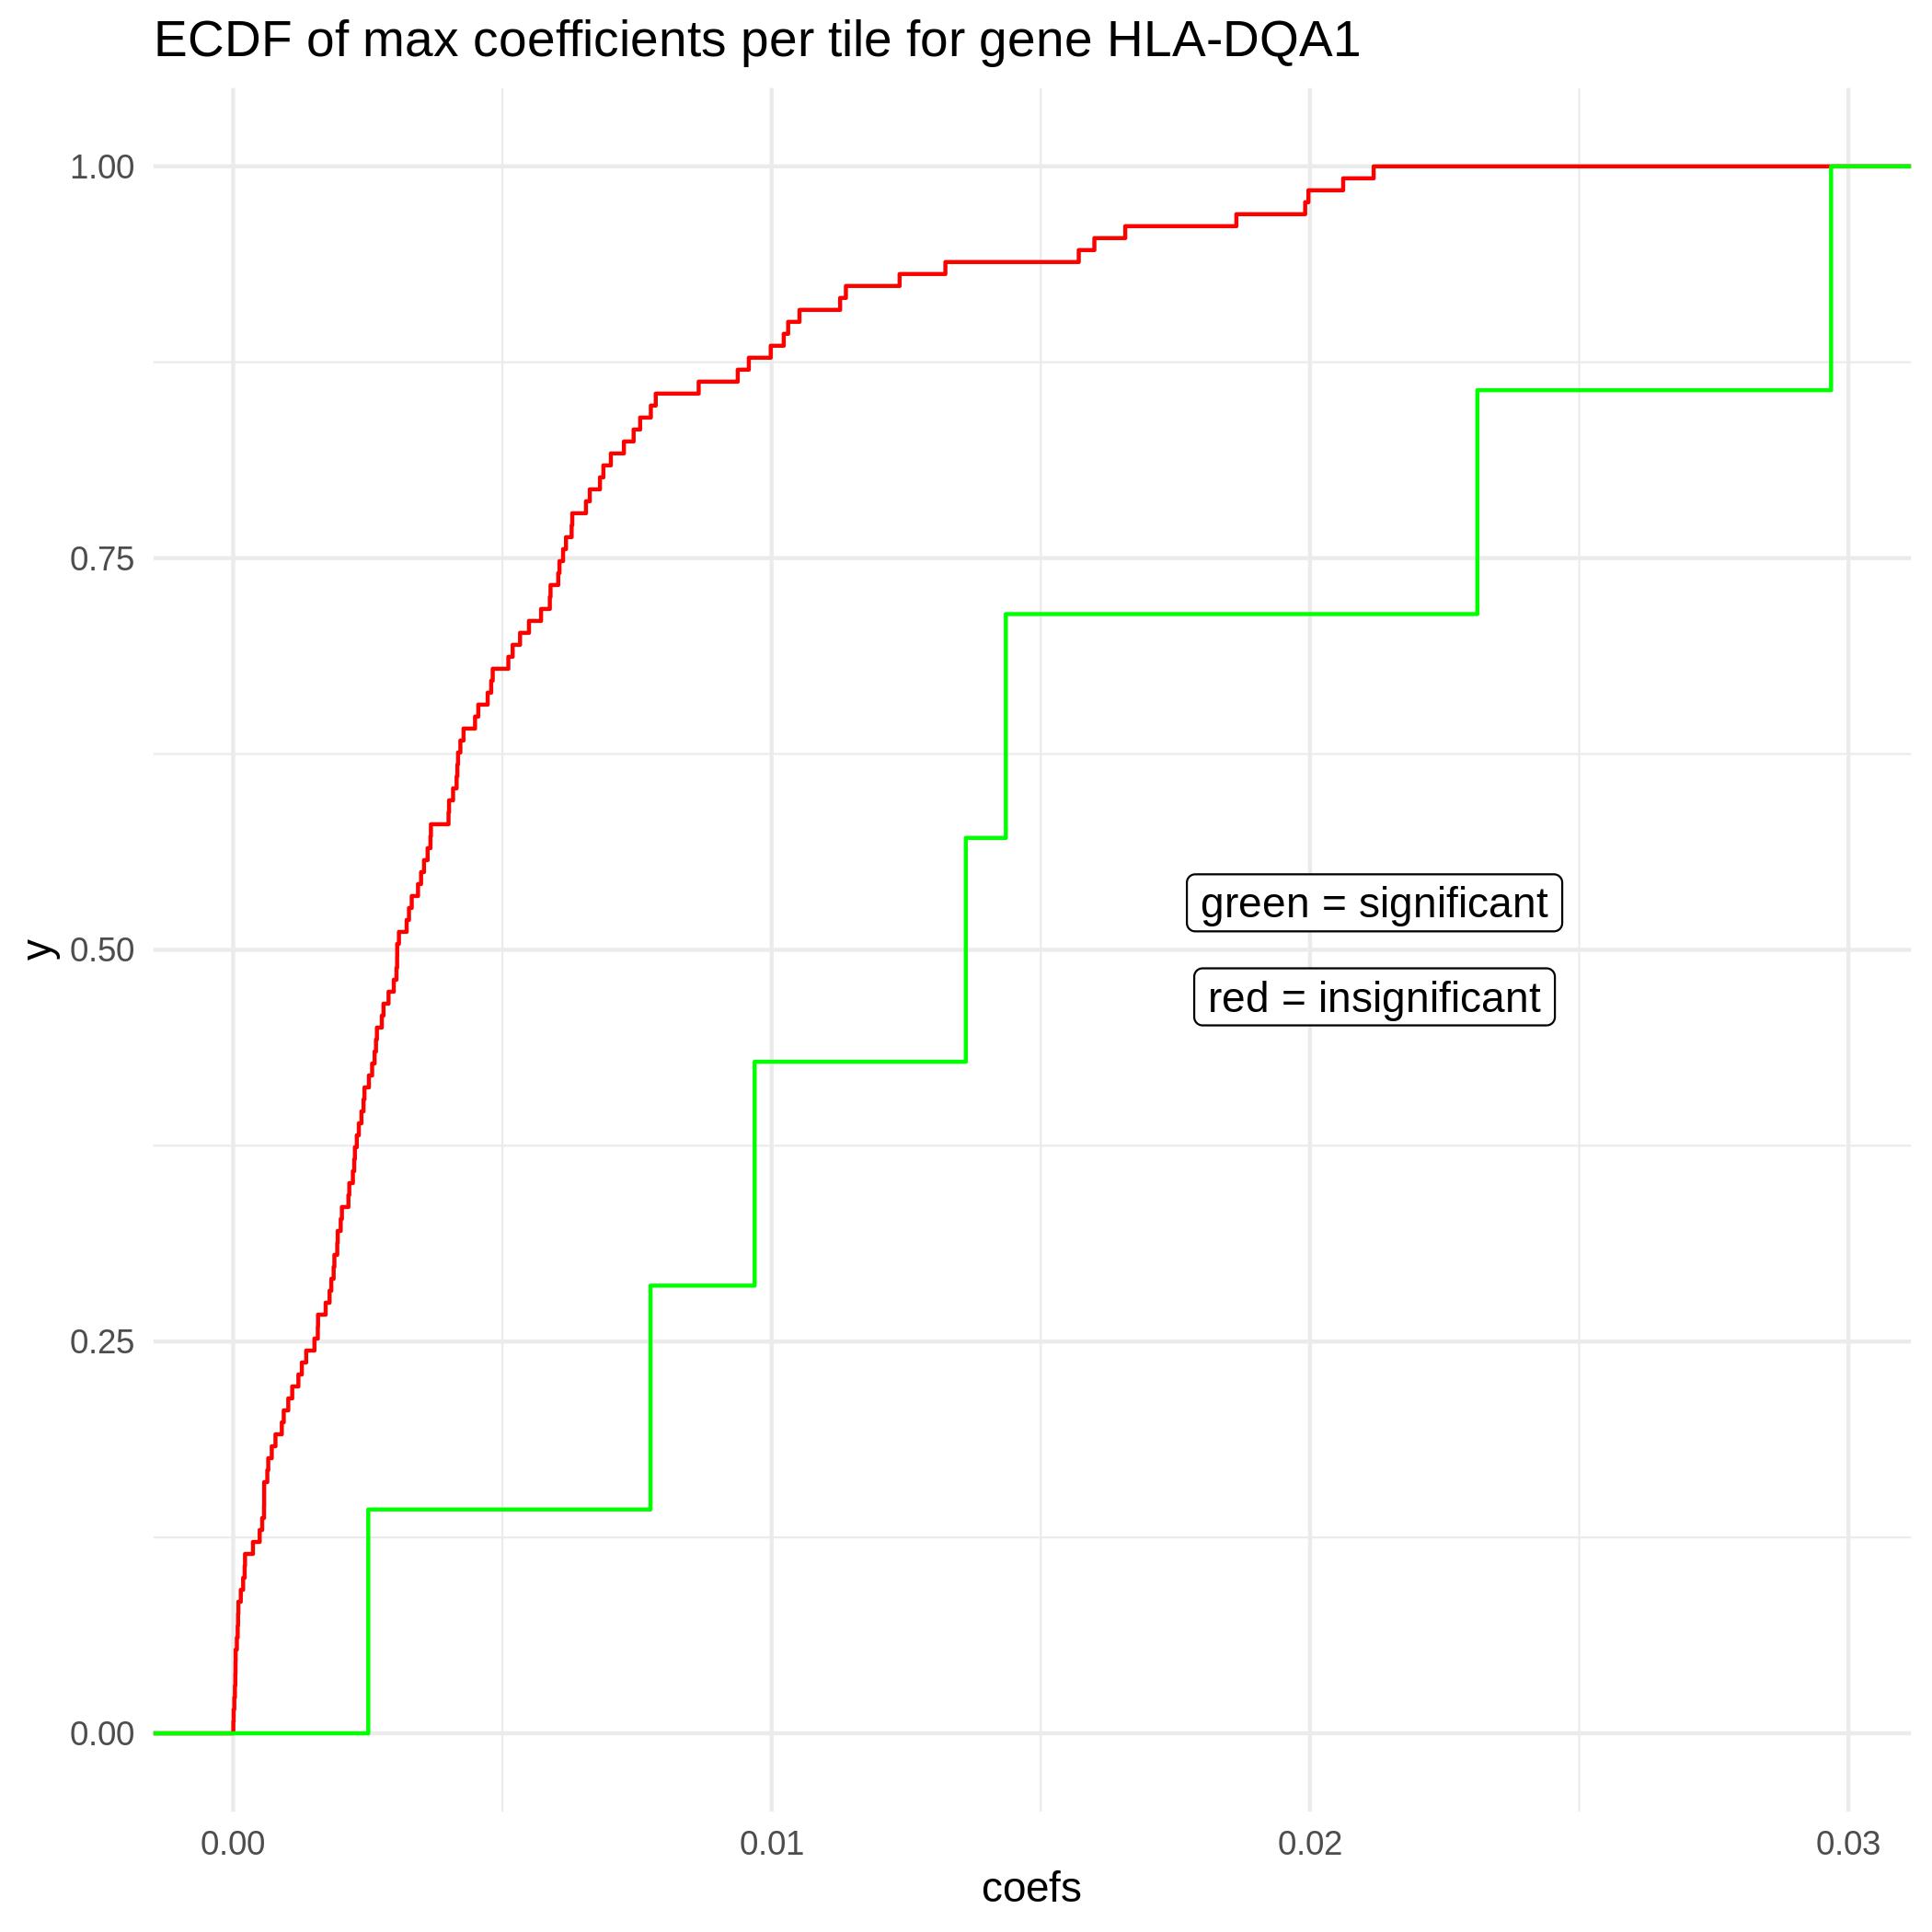 ECDF of max coefficients per tile for gene HLA-DQA1
1.00
0.75
0.50
0.25
0.00
y
green = significant
red = insignificant
0.00 0.01 0.02 0.03
coefs